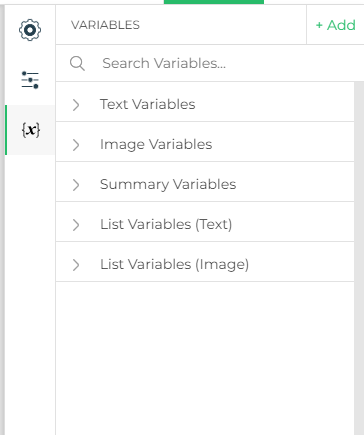 VARIABLES
+ Add
Search Variables...
{x}
Text Variables
Image Variables
Summary Variables
List Variables (Text)
List Variables (Image)